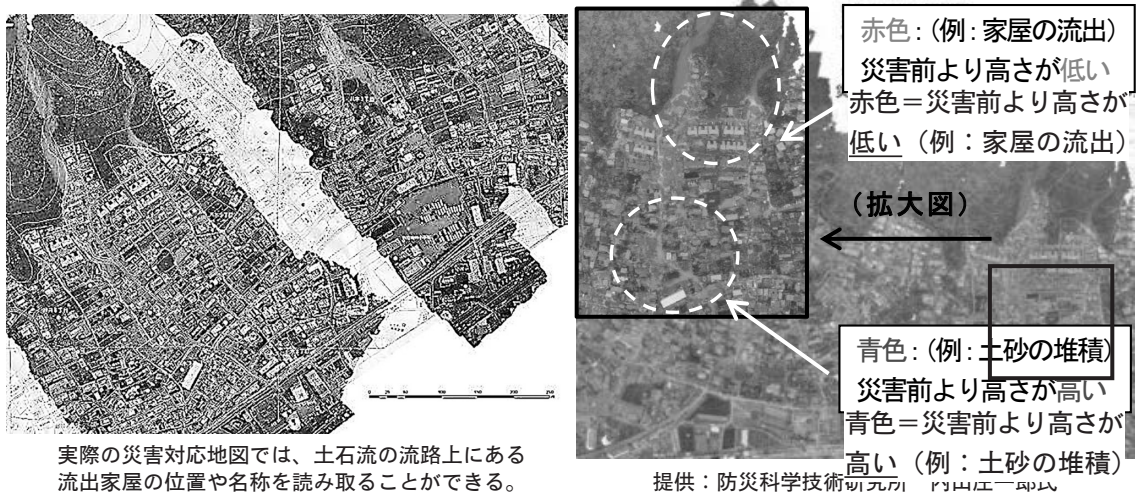 実際の災害対応地図では、土石流の流路上にある
流出家屋の位置や名称を読み取ることができる。
赤色：（例：家屋の流出）
災害前より高さが低い
赤色＝災害前より高さが
低い（例：家屋の流出）
（拡大図）
青色：（例：土砂の堆積）
災害前より高さが高い
青色＝災害前より高さが
高い（例：土砂の堆積）
提供：防災科学技術研究所　内山庄一郎氏